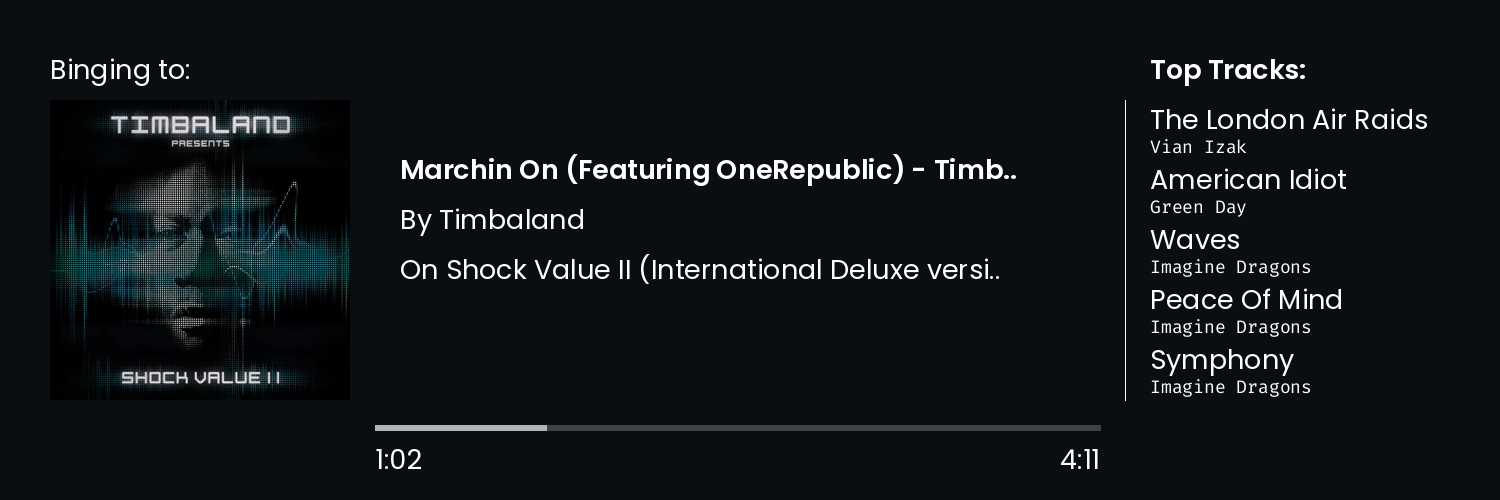 Binging to:
TIMBALAND
PRESENTS
SHOCK VALUE II
Marchin On (Featuring OneRepublic) - Timb..
By Timbaland
On Shock Value II (International Deluxe versi..
1:02
4:11
Top Tracks:
The London Air Raids
Vian Izak
American Idiot
Green Day
Waves
Imagine Dragons
Peace Of Mind
Imagine Dragons
Symphony
Imagine Dragons